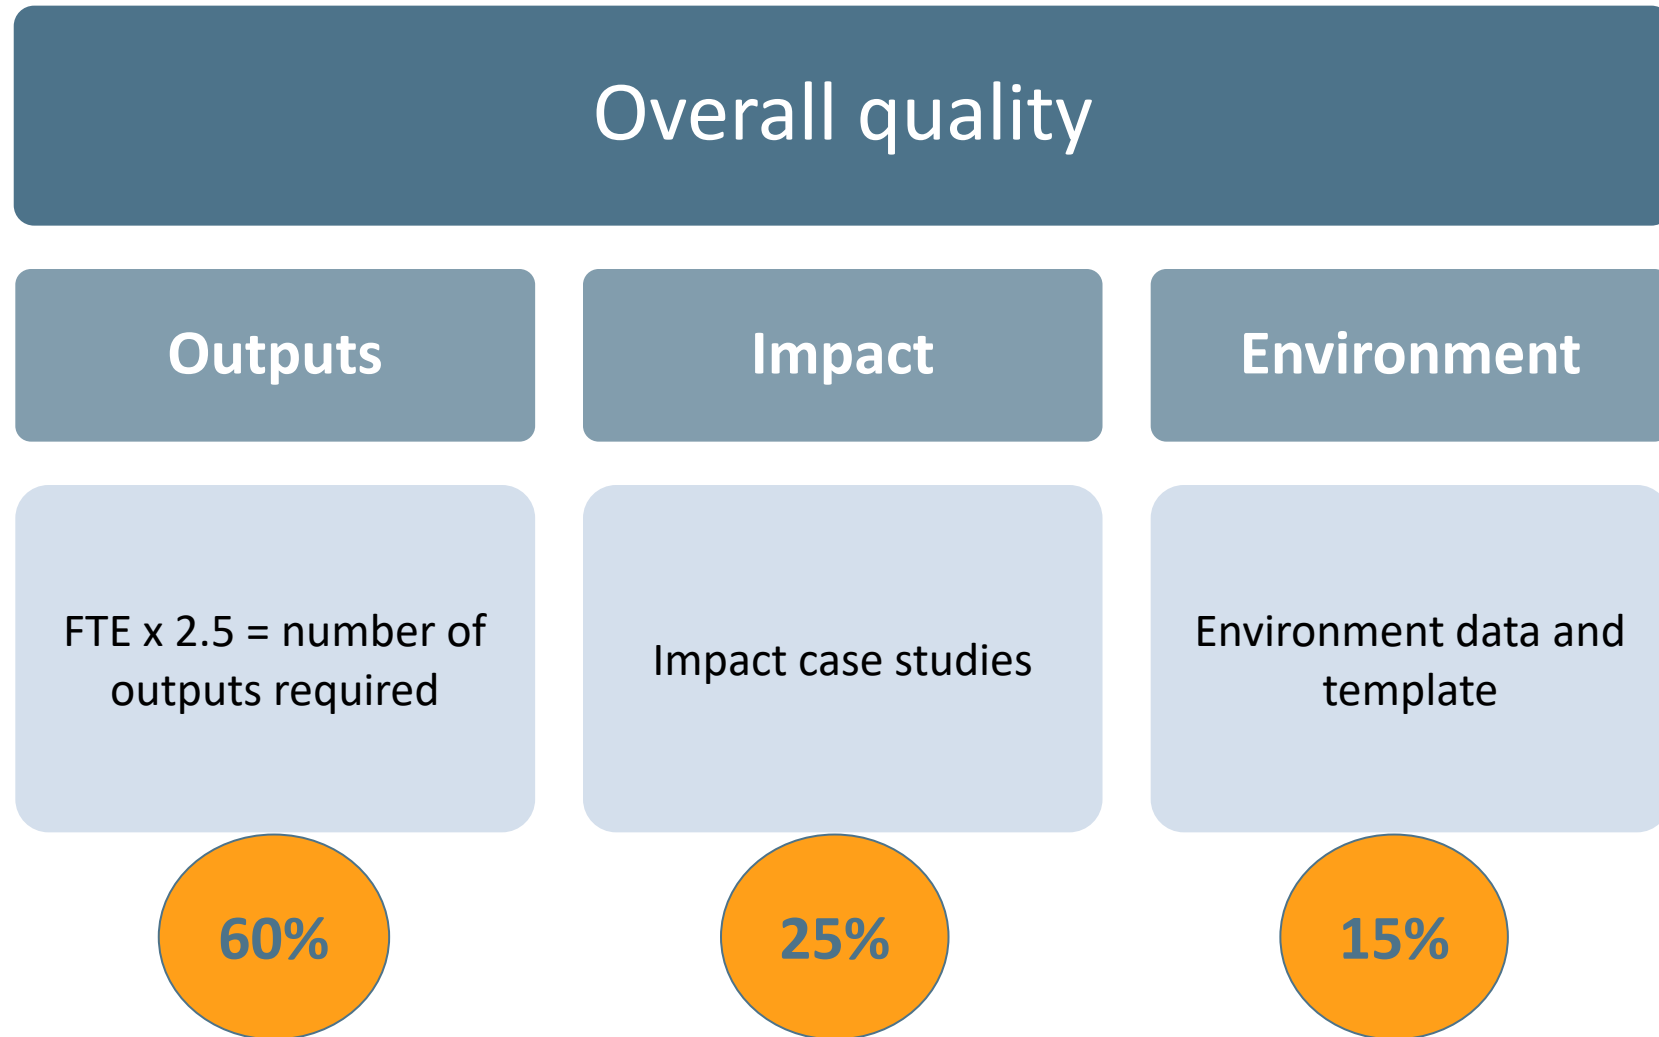 Overall quality
Outputs
Impact
Environment
FTE x 2.5 = number of
outputs required
Impact case studies
Environment data and
template
60%
25%
15%